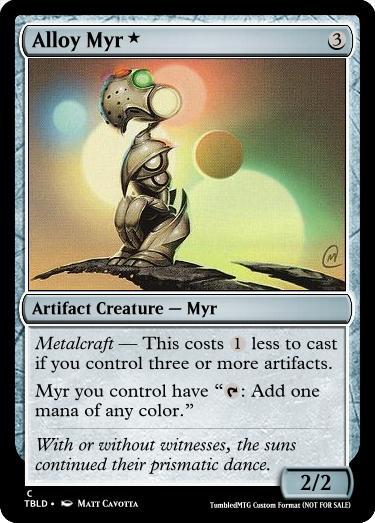 Alloy Myr ★ 3
Artifact Creature — Myr
Metalcraft — This costs 1 less to cast
if you control three or more artifacts.
Myr you control have “: Add one
mana of any color.”
With or without witnesses, the suns
continued their prismatic dance.
2/2
C
TBLD • Matt Cavotta
TumbledMTG Custom Format (NOT FOR SALE)